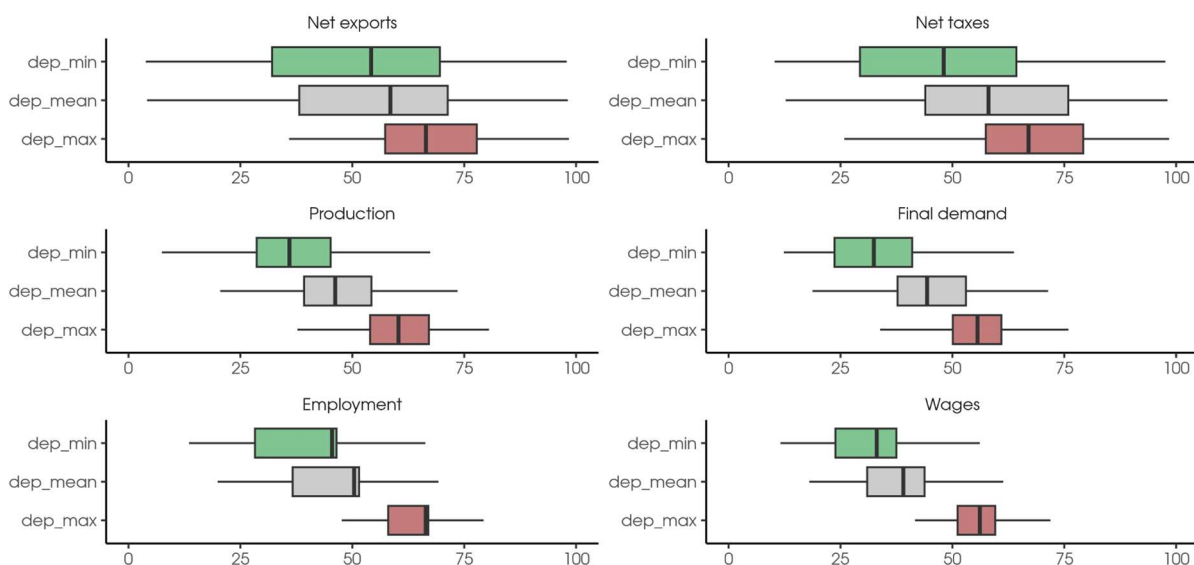 Net exports
dep_min
dep_mean
dep_max
0 25 50 75 100
Net taxes
dep_min
dep_mean
dep_max
0 25 50 75 100
Production
dep_min
dep_mean
dep_max
0 25 50 75 100
Final demand
dep_min
dep_mean
dep_max
0 25 50 75 100
Employment
dep_min
dep_mean
dep_max
0 25 50 75 100
Wages
dep_min
dep_mean
dep_max
0 25 50 75 100